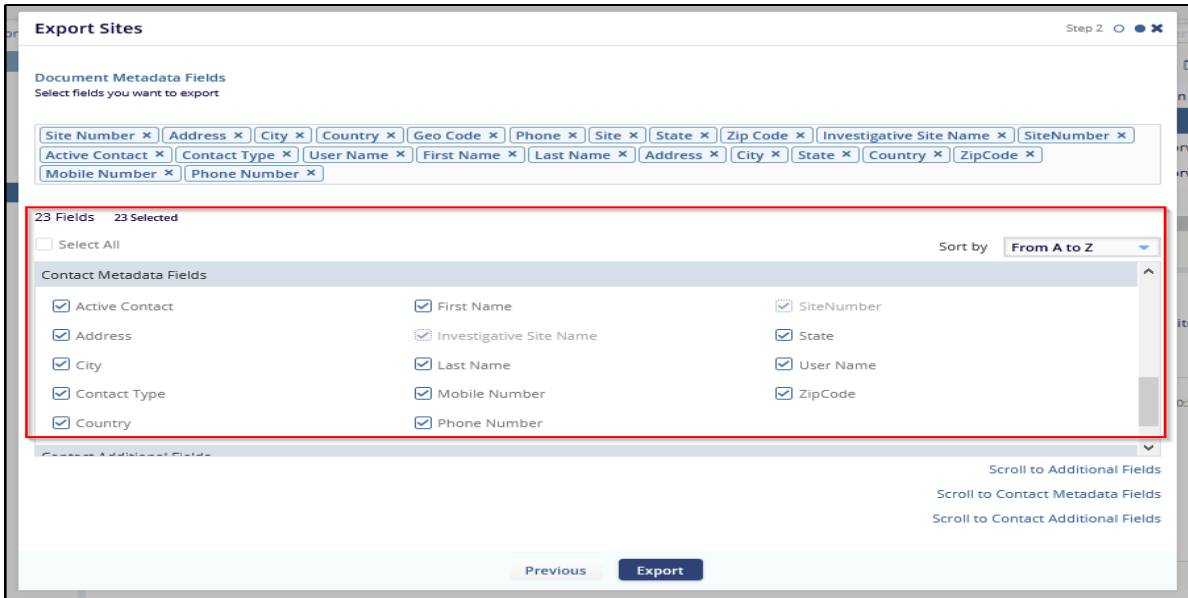 Export Sites
Step 2
Document Metadata Fields
Select fields you want to export
Site Number × Address × City × Country × Geo Code × Phone × Site × State × Zip Code × Investigative Site Name × SiteNumber ×
Active Contact × Contact Type × User Name × First Name × Last Name × Address × City × State × Country × ZipCode ×
Mobile Number × Phone Number ×
23 Fields 23 Selected
Select All
Sort by From A to Z
Contact Metadata Fields
Active Contact First Name SiteNumber
Address Investigative Site Name State
City Last Name User Name
Contact Type Mobile Number ZipCode
Country Phone Number
Contact Additional Fields
Scroll to Additional Fields
Scroll to Contact Metadata Fields
Scroll to Contact Additional Fields
Previous Export